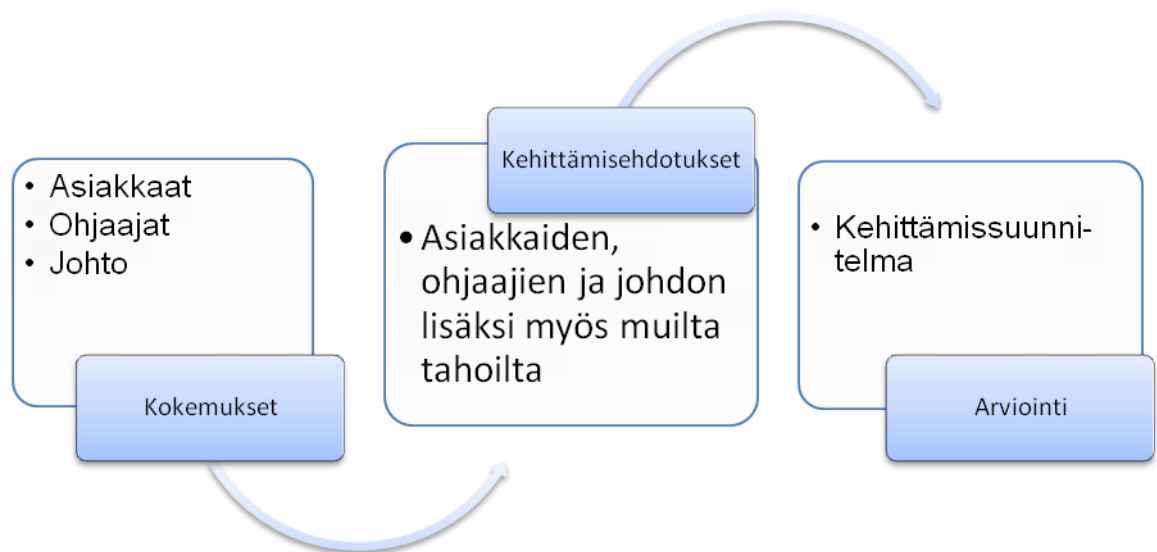 • Asiakkaat
• Ohjaajat
• Johto
Kokemukset
Kehittämisehdotukset
• Asiakkaiden,
ohjaajien ja johdon
lisäksi myös muilta
tahoilta
• Kehittämissuunni-
telma
Arviointi